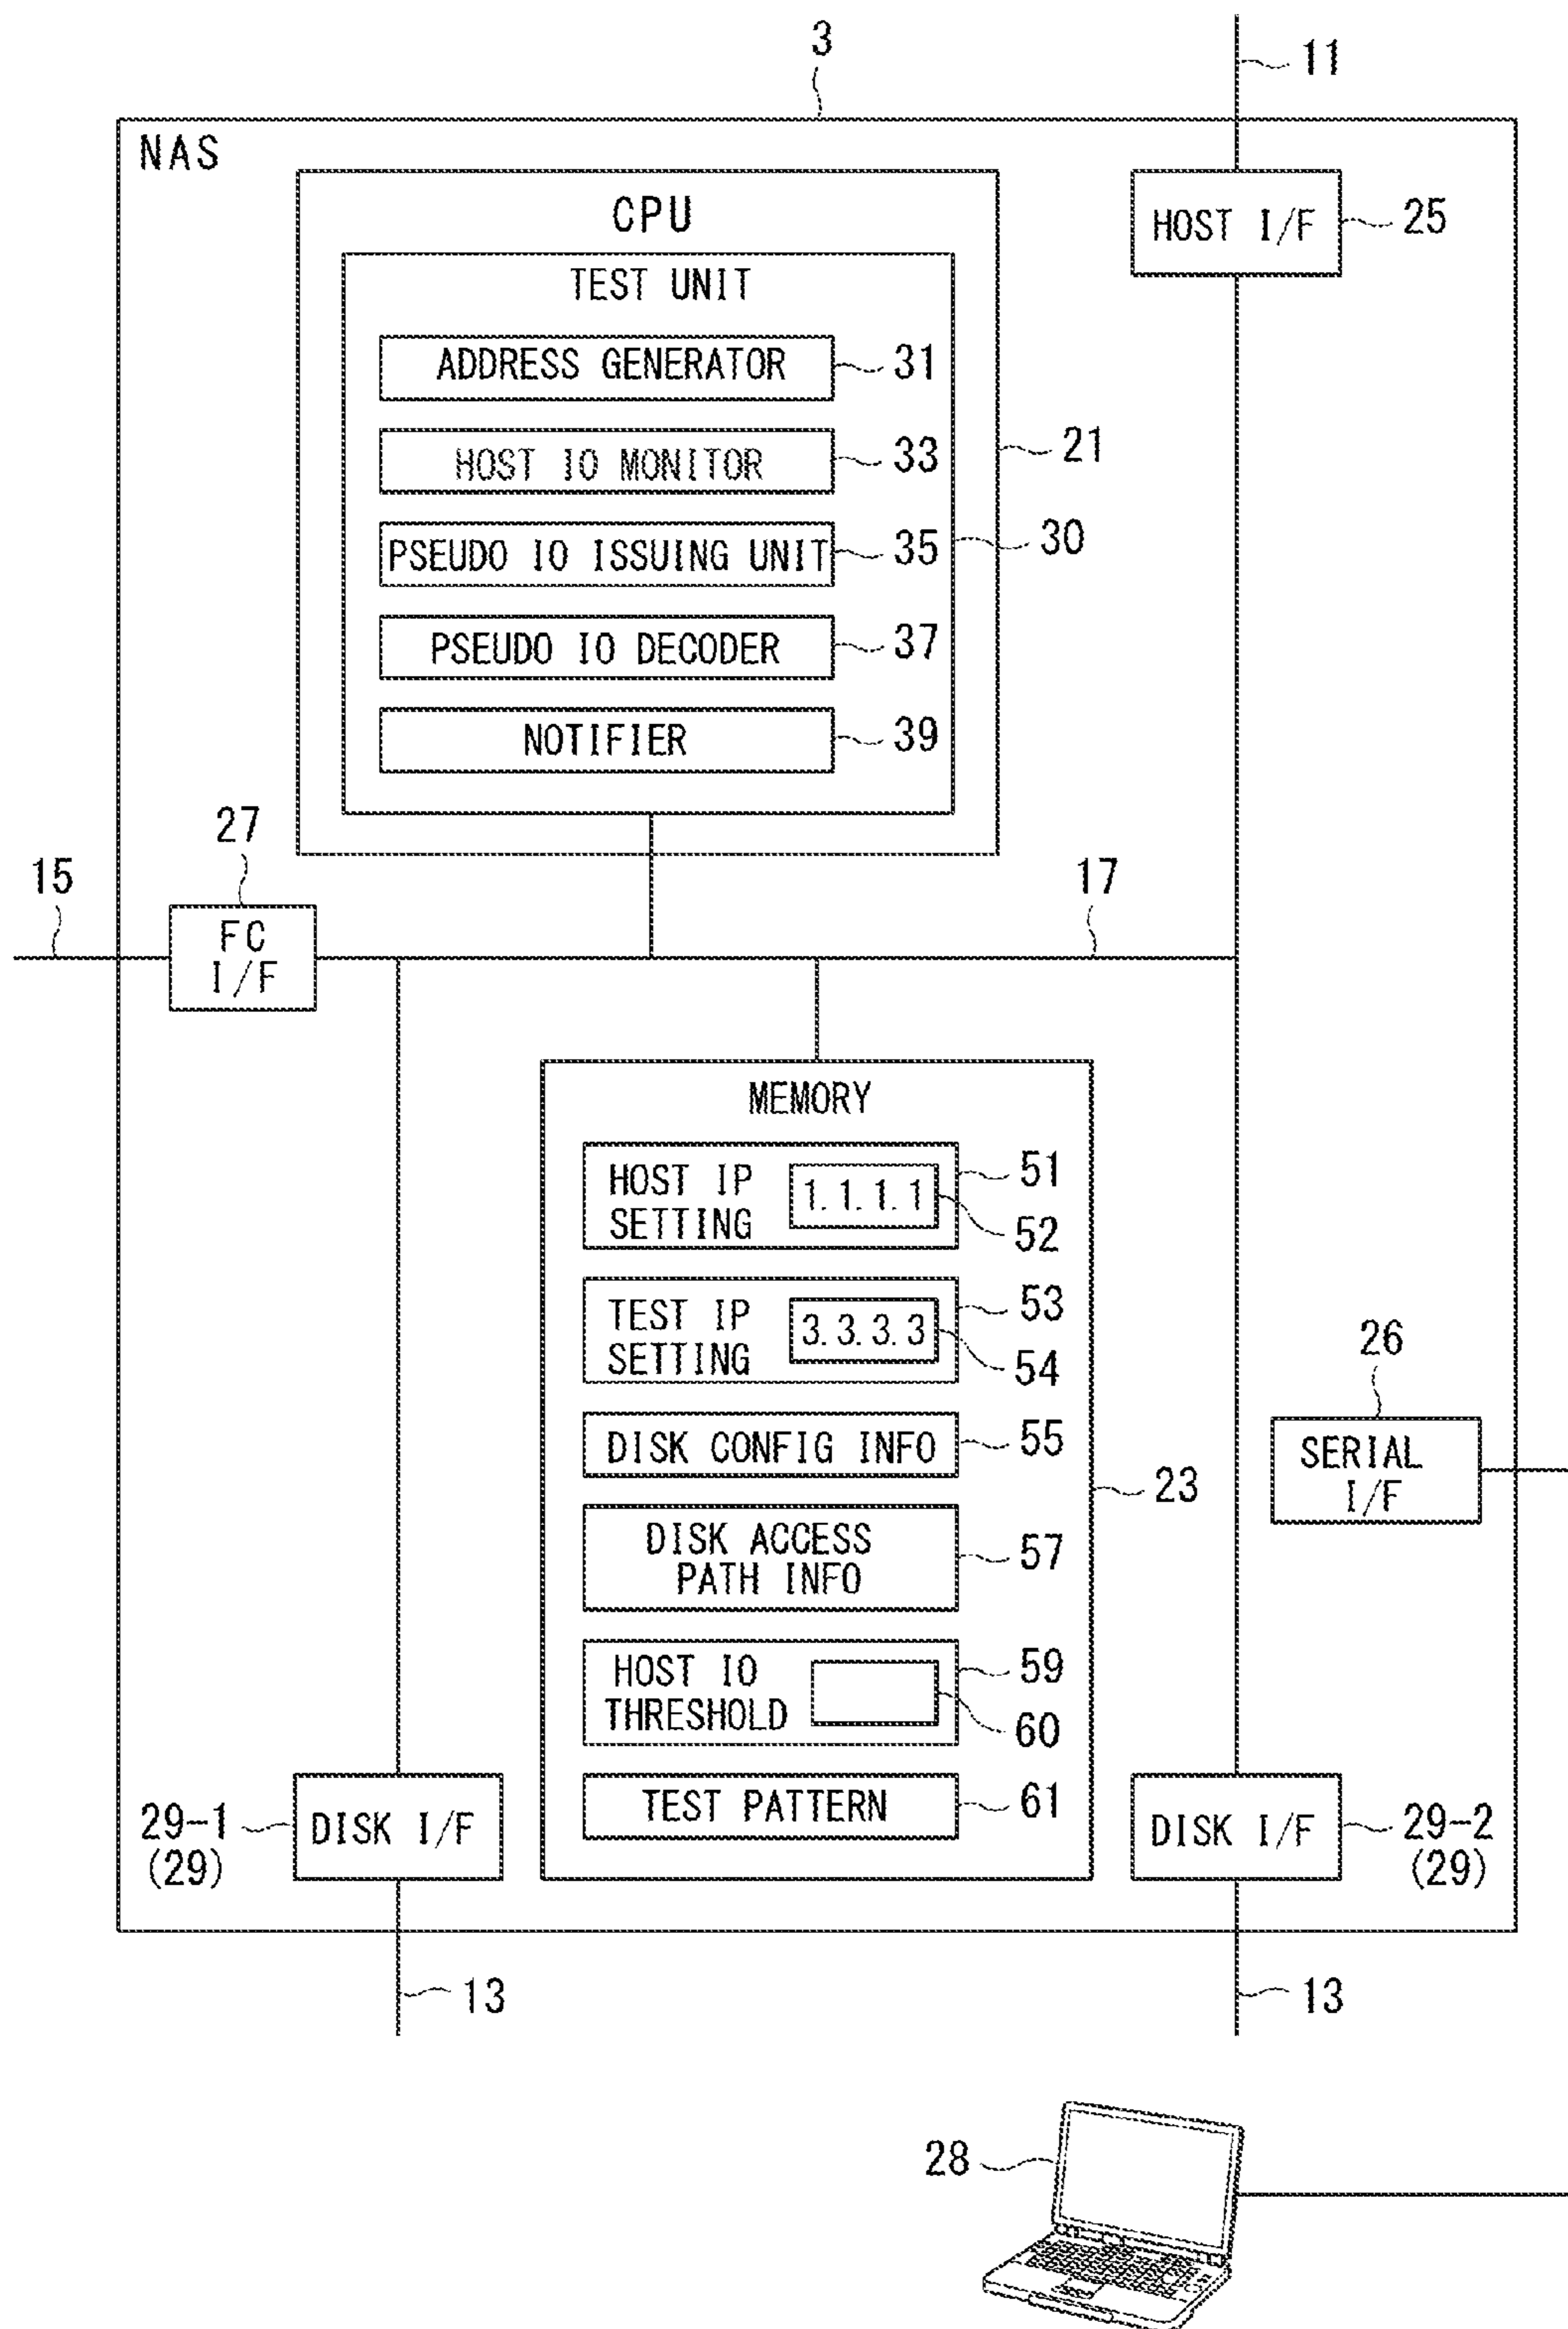 3
11
NAS
CPU
HOST I/F
25
TEST UNIT
ADDRESS GENERATOR
31
HOST IO MONITOR
33
21
PSEUDO IO ISSUING UNIT
35
30
PSEUDO IO DECODER
37
NOTIFIER
39
27
15
17
FC
I/F
MEMORY
HOST IP
SETTING
1.1.1.1
51
52
TEST IP
SETTING
3.3.3.3
53
54
26
DISK CONFIG INFO
55
SERIAL
I/F
23
DISK ACCESS
PATH INFO
57
HOST IO
THRESHOLD
59
60
TEST PATTERN
61
29-1
(29)
DISK I/F
DISK I/F
29-2
(29)
13
13
28